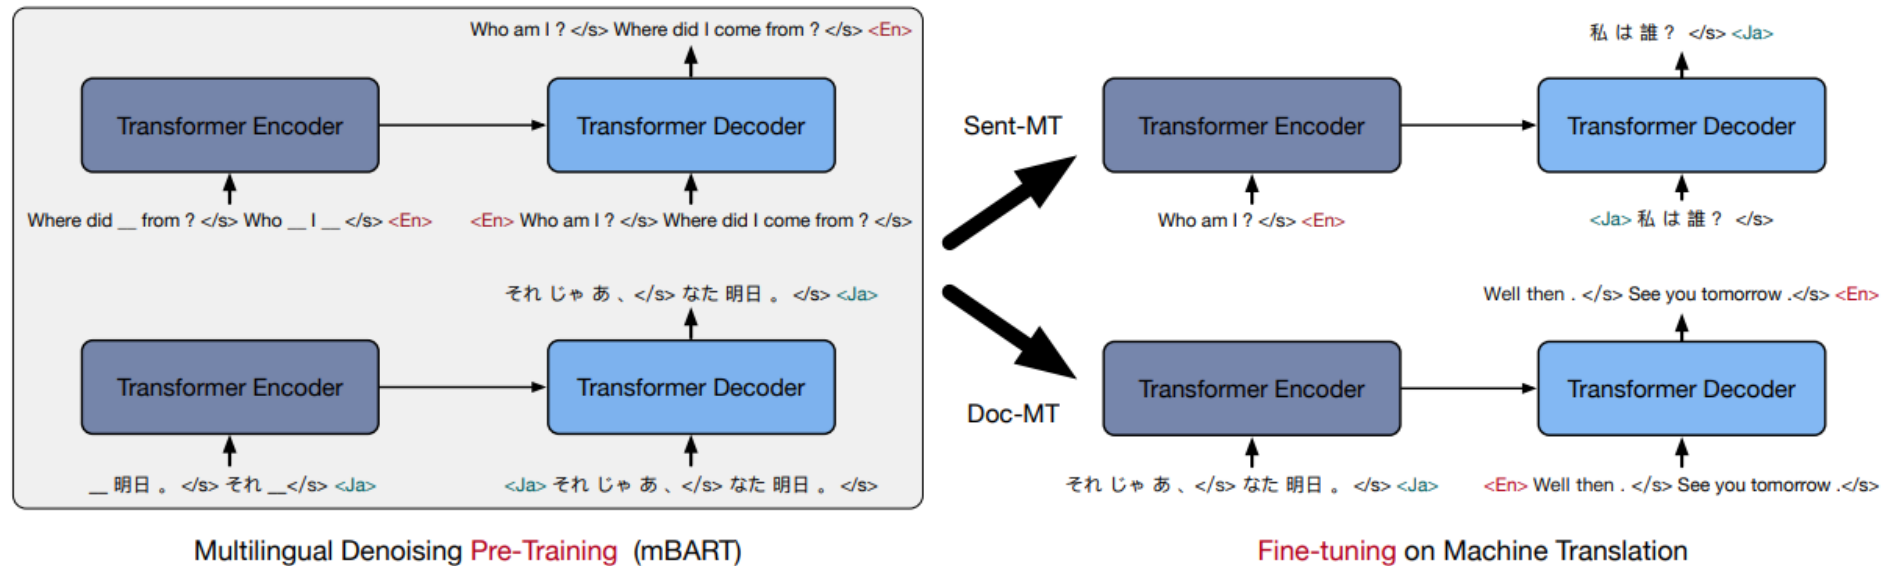 Who am I ? </s> Where did I come from ? </s> <En>
Transformer Encoder
Transformer Decoder
Where did __ from ? </s> Who __ I __ </s> <En>
<En> Who am I ? </s> Where did I come from ? </s>
それ じゃ あ 、</s> なた 明日 。 </s> <Ja>
Transformer Encoder
Transformer Decoder
__ 明日 。 </s> それ __</s> <Ja>
<Ja> それ じゃ あ 、</s> なた 明日 。 </s>
Multilingual Denoising Pre-Training (mBART)
Sent-MT
Doc-MT
私 は 誰 ? </s> <Ja>
Transformer Encoder
Transformer Decoder
Who am I ? </s> <En>
<Ja> 私 は 誰 ? </s>
Well then . </s> See you tomorrow .</s> <En>
Transformer Encoder
Transformer Decoder
それ じゃ あ 、</s> なた 明日 。 </s> <Ja>
<En> Well then . </s> See you tomorrow .</s>
Fine-tuning on Machine Translation